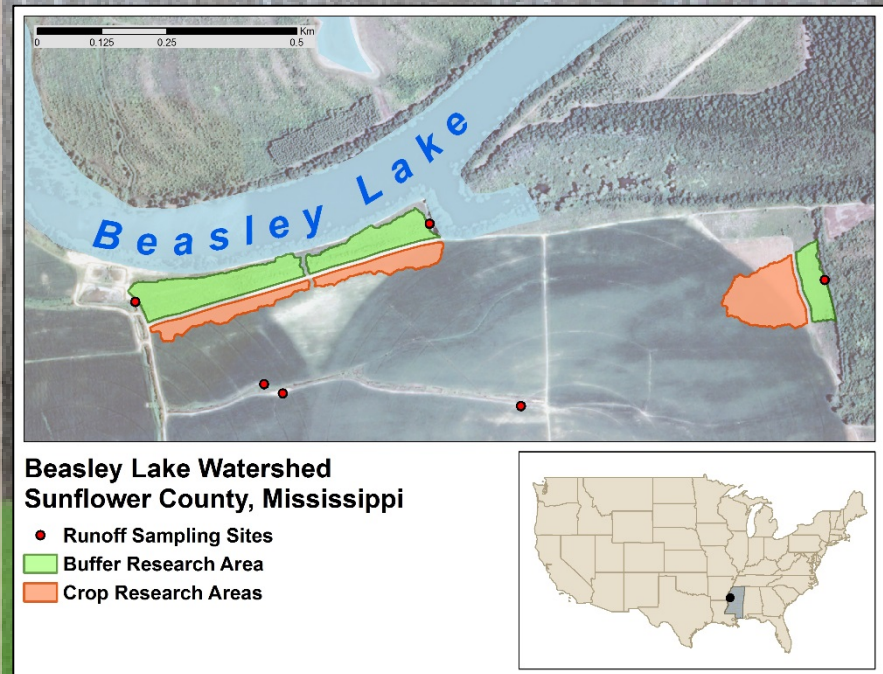 Km
0 0.125 0.25 0.5
Beasley Lake
Beasley Lake Watershed
Sunflower County, Mississippi
Runoff Sampling Sites
Buffer Research Area
Crop Research Areas